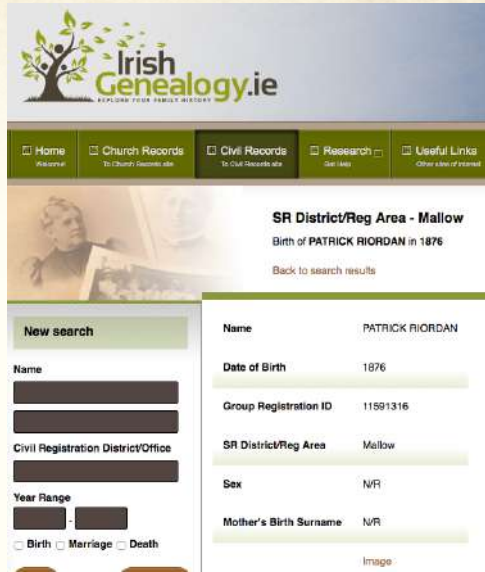 Irish
Genealogy.ie
EXPLORE YOUR FAMILY HISTORY
Home
Welcome!
Church Records
To Church Records site
Civil Records
To Civil Records site
Research
Get Help
Useful Links
Other sites of interest
SR District/Reg Area - Mallow
Birth of PATRICK RIORDAN in 1876
Back to search results
New search
Name
Civil Registration District/Office
Year Range
-
Birth Marriage Death
Name PATRICK RIORDAN
Date of Birth 1876
Group Registration ID 11591316
SR District/Reg Area Mallow
Sex N/R
Mother's Birth Surname N/R
Image